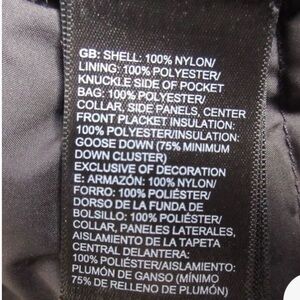 GB: SHELL: 100% NYLON/
LINING: 100% POLYESTER/
KNUCKLE SIDE OF POCKET
BAG: 100% POLYESTER/
COLLAR, SIDE PANELS, CENTER
FRONT PLACKET INSULATION:
100% POLYESTER/INSULATION:
GOOSE DOWN (75% MINIMUM
DOWN CLUSTER)
EXCLUSIVE OF DECORATION
E: ARMAZÓN: 100% NYLON/
FORRO: 100% POLIÉSTER/
DORSO DE LA FUNDA DE
BOLSILLO: 100% POLIÉSTER/
COLLAR, PANELES LATERALES,
AISLAMIENTO DE LA TAPETA
CENTRAL DELANTERA:
100% POLIÉSTER/AISLAMIENTO:
PLUMÓN DE GANSO (MÍNIMO
75% DE RELLENO DE PLUMÓN)